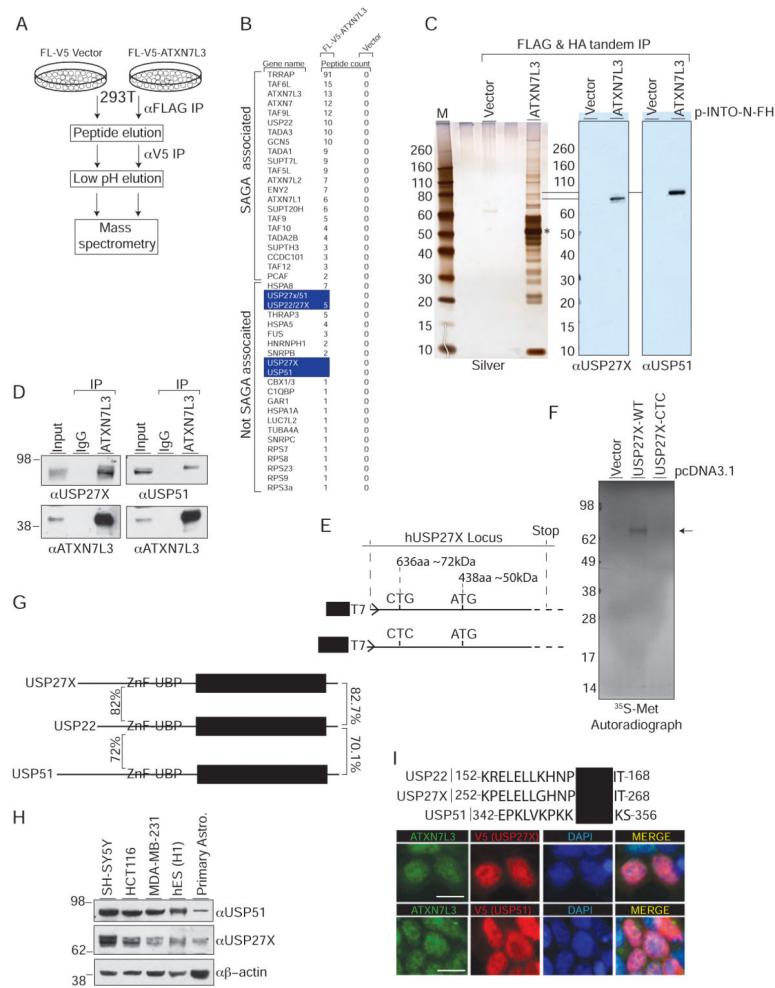 A
FL-V5 Vector FL-V5-ATXN7L3
293T
αFLAG IP
Peptide elution
αV5 IP
Low pH elution
Mass
spectrometry
B
FL-V5-ATXN7L3
Vector
Gene name Peptide count
SAGA associated
TRRAP 91 0
TAF6L 15 0
ATXN7L3 13 0
ATXN7 12 0
TAF9L 12 0
USP22 10 0
TADA3 10 0
GCN5 10 0
TADA1 9 0
SUPT7L 9 0
TAF5L 9 0
ATXN7L2 7 0
ENY2 7 0
ATXN7L1 6 0
SUPT20H 6 0
TAF9 5 0
TAF10 4 0
TADA2B 4 0
SUPTH3 3 0
CCDC101 3 0
TAF12 3 0
PCAF 2 0
Not SAGA assocaited
HSPA8 7 0
USP27x/51 0
USP22/27X 5 0
THRAP3 5 0
HSPA5 4 0
FUS 3 0
HNRNPH1 2 0
SNRPB 2 0
USP27X 0
USP51 0
CBX1/3 1 0
C1QBP 1 0
GAR1 1 0
HSPA1A 1 0
LUC7L2 1 0
TUBA4A 1 0
SNRPC 1 0
RPS7 1 0
RPS8 1 0
RPS23 1 0
RPS9 1 0
RPS3a 1 0
C
FLAG & HA tandem IP
M Vector ATXN7L3 Vector ATXN7L3 Vector ATXN7L3
p-INTO-N-FH
260
160
110
80
60
50
40
30
20
15
10
*
Silver
260
160
110
80
60
50
40
30
20
15
10
αUSP27X αUSP51
D
IP IP
Input IgG ATXN7L3 Input IgG ATXN7L3
98
αUSP27X αUSP51
38
αATXN7L3 αATXN7L3
E
hUSP27X Locus Stop
636aa ~72kDa
438aa ~50kDa
CTG ATG
T7
CTC ATG
T7
F
Vector USP27X-WT USP27X-CTC
pcDNA3.1
98
62
49
38
28
17
14
³⁵S-Met
Autoradiograph
G
USP27X ZnF-UBP
82% 82.7%
USP22 ZnF-UBP
72% 70.1%
USP51 ZnF-UBP
H
SH-SY5Y HCT116 MDA-MB-231 hES (H1) Primary Astro.
98
αUSP51
62
αUSP27X
38
αβ-actin
I
USP22 152-KRELELLKHNP IT-168
USP27X 252-KPELELLGHNP IT-268
USP51 342-EPKLVKPKK KS-356
ATXN7L3 V5 (USP27X) DAPI MERGE
ATXN7L3 V5 (USP51) DAPI MERGE